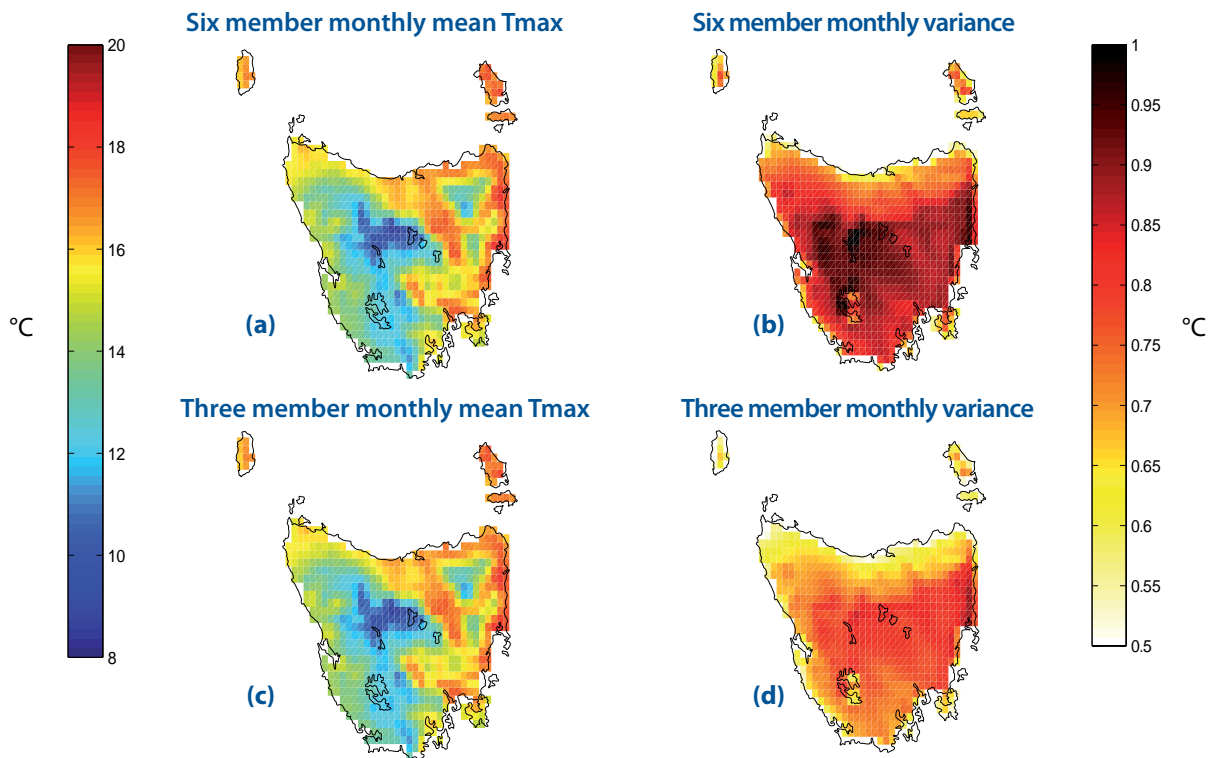 Six member monthly mean Tmax
Six member monthly variance
20
18
16
14
12
10
8
°C
(a)
(b)
1
0.95
0.9
0.85
0.8
0.75
0.7
0.65
0.6
0.55
0.5
°C
Three member monthly mean Tmax
Three member monthly variance
(c)
(d)